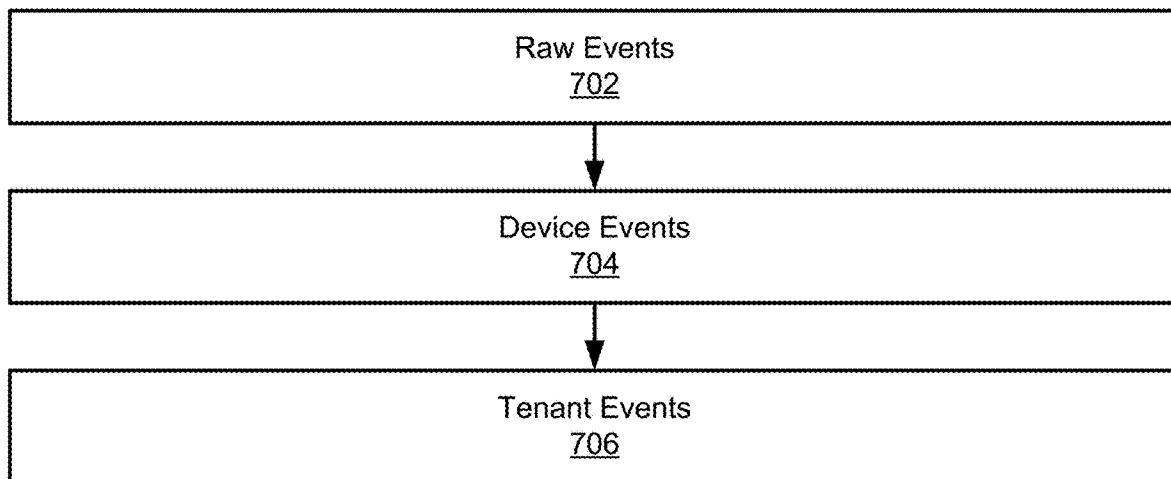 Raw Events
702
Device Events
704
Tenant Events
706